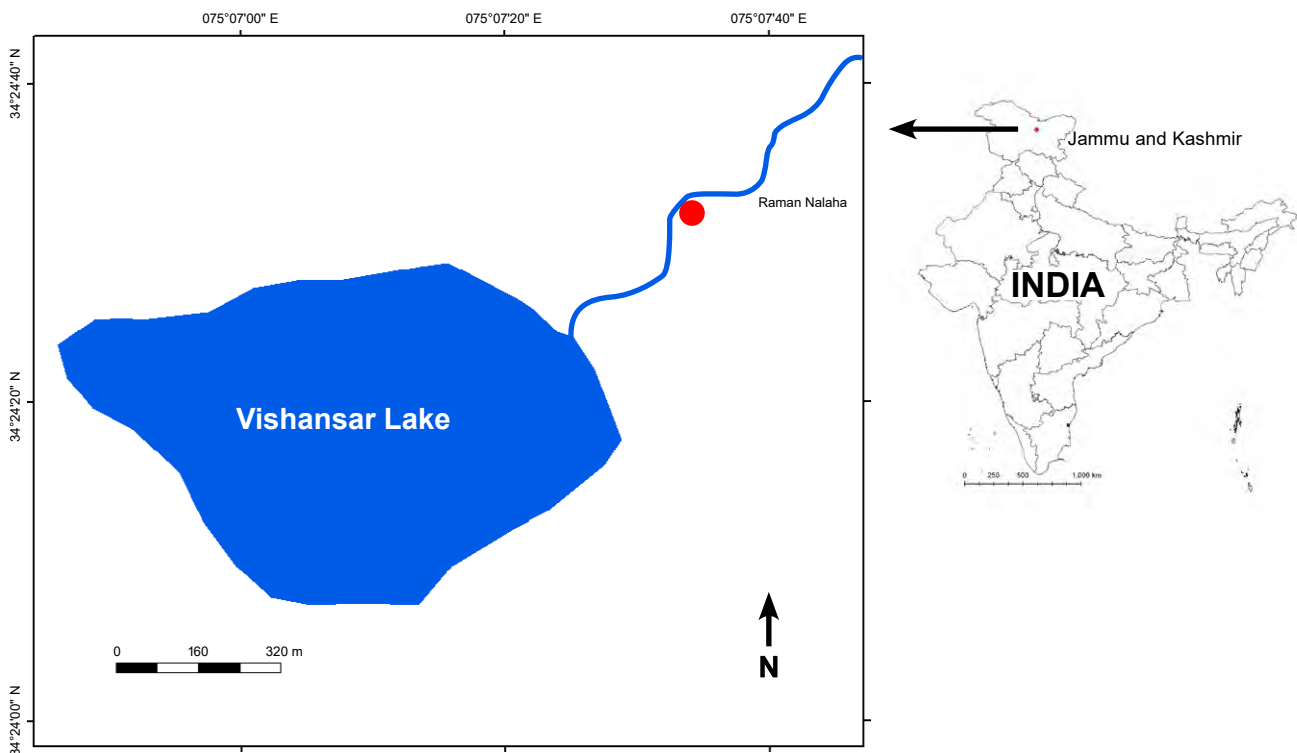 075°07'00" E
075°07'20" E
075°07'40" E
34°24'40" N
34°24'20" N
34°24'00" N
Raman Nalaha
Vishansar Lake
0 160 320 m
N
Jammu and Kashmir
INDIA
0 250 500 1,000 km